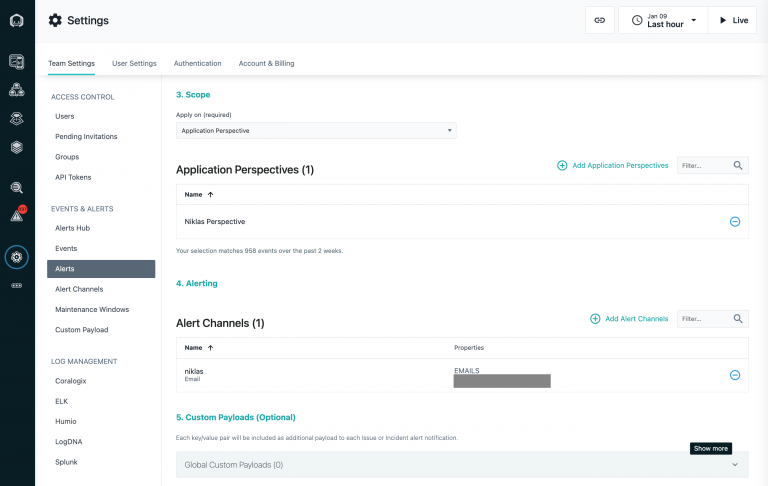 Settings
Jan 09
Last hour
Live
Team Settings
User Settings
Authentication
Account & Billing
ACCESS CONTROL
Users
Pending Invitations
Groups
API Tokens
EVENTS & ALERTS
Alerts Hub
Events
Alerts
Alert Channels
Maintenance Windows
Custom Payload
LOG MANAGEMENT
Coralogix
ELK
Humio
LogDNA
Splunk
3. Scope
Apply on (required)
Application Perspective
Application Perspectives (1)
Add Application Perspectives
Filter...
Name
Niklas Perspective
Your selection matches 958 events over the past 2 weeks.
4. Alerting
Alert Channels (1)
Add Alert Channels
Filter...
Name
Properties
niklas
Email
EMAILS
5. Custom Payloads (Optional)
Each key/value pair will be included as additional payload to each Issue or Incident alert notification.
Show more
Global Custom Payloads (0)